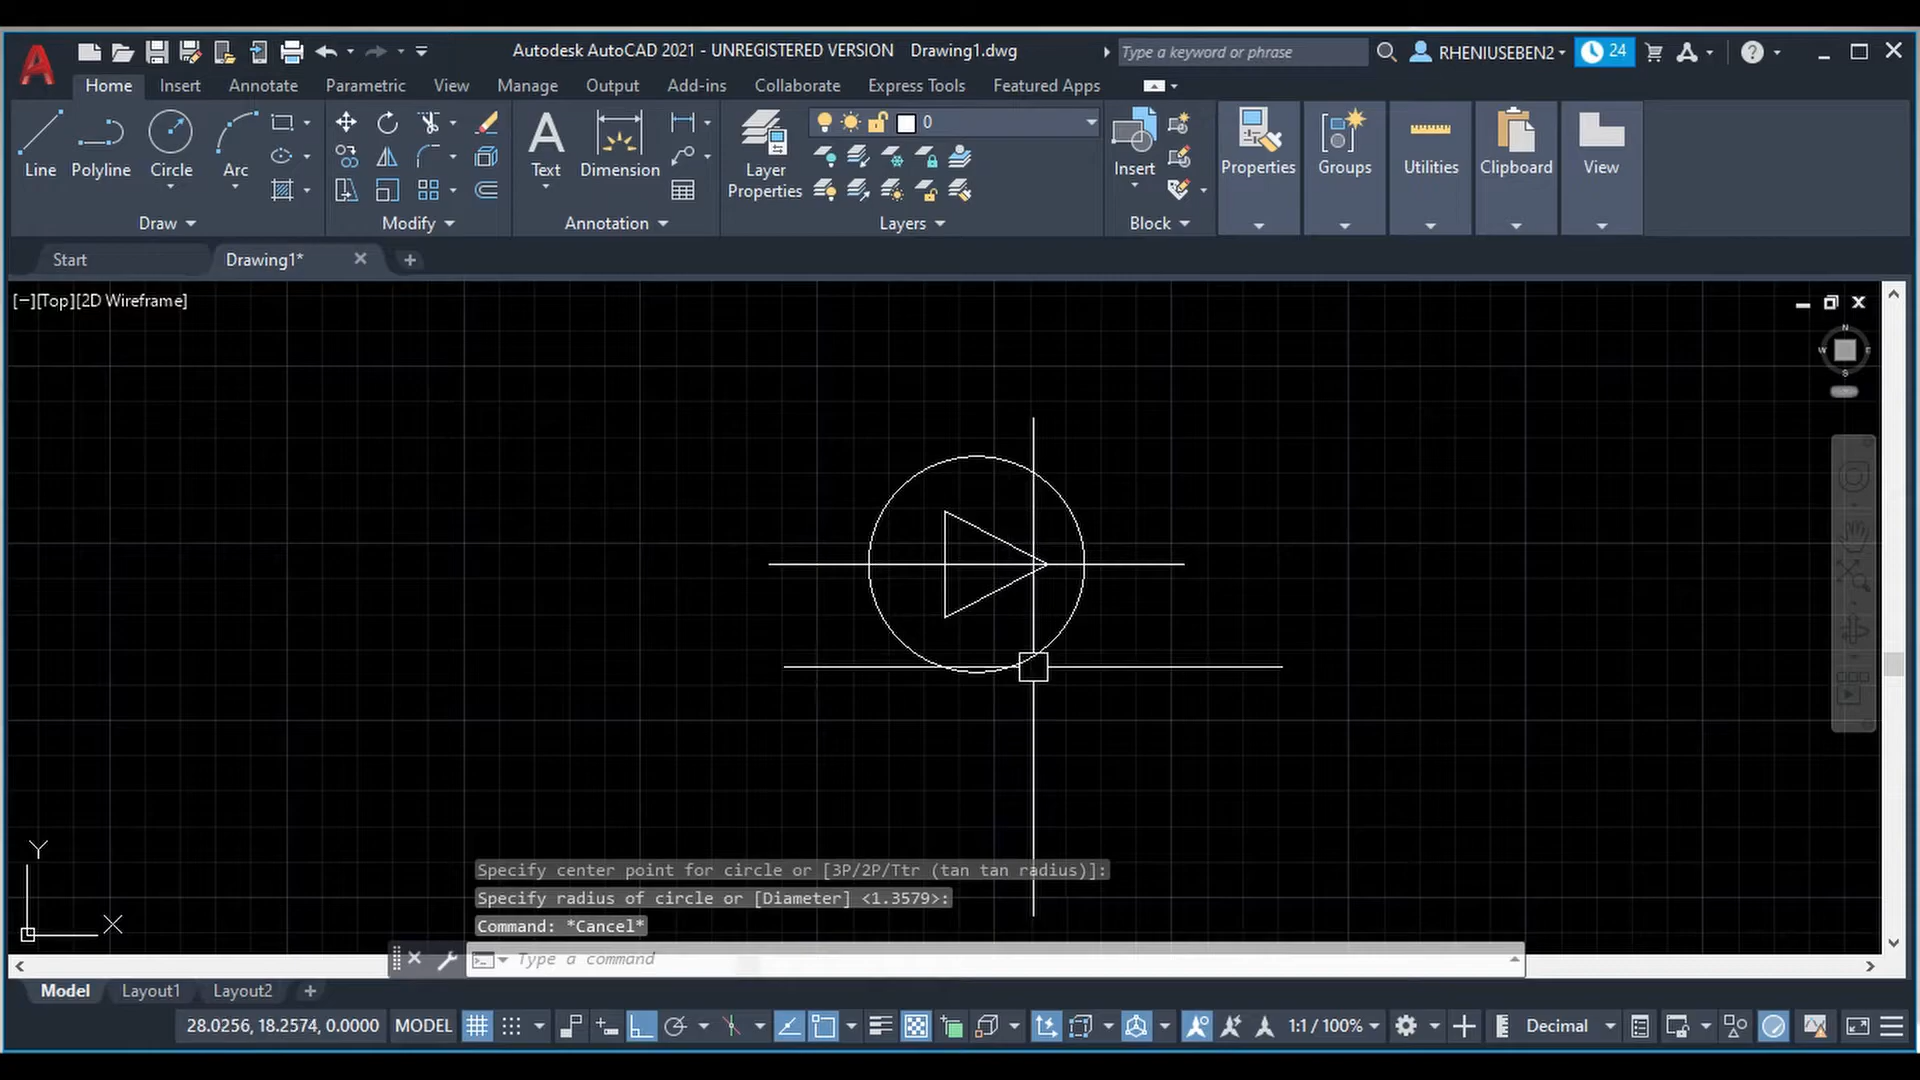 Autodesk AutoCAD 2021 - UNREGISTERED VERSION Drawing1.dwg
Type a keyword or phrase
RHENIUSEBEN2
24
Home Insert Annotate Parametric View Manage Output Add-ins Collaborate Express Tools Featured Apps
0
Line Polyline Circle Arc
Text Dimension
Layer Properties
Insert
Properties Groups Utilities Clipboard View
Draw Modify Annotation Layers Block
Start Drawing1*
[−][Top][2D Wireframe]
N
W
S
Y
X
Specify center point for circle or [3P/2P/Ttr (tan tan radius)]:
Specify radius of circle or [Diameter] <1.3579>:
Command: *Cancel*
Type a command
Model Layout1 Layout2
28.0256, 18.2574, 0.0000 MODEL 1:1 / 100% Decimal